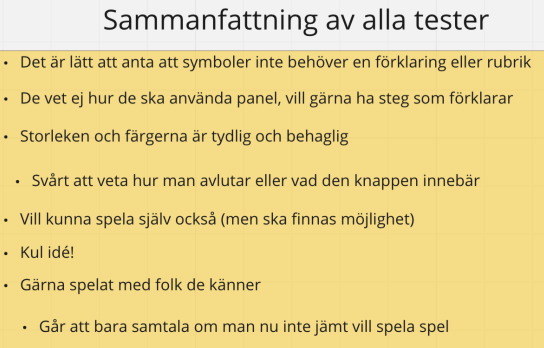 Sammanfattning av alla tester
• Det är lätt att anta att symboler inte behöver en förklaring eller rubrik
• De vet ej hur de ska använda panel, vill gärna ha steg som förklarar
• Storleken och färgerna är tydlig och behaglig
• Svårt att veta hur man avlutar eller vad den knappen innebär
• Vill kunna spela själv också (men ska finnas möjlighet)
• Kul idé!
• Gärna spelat med folk de känner
• Går att bara samtala om man nu inte jämt vill spela spel